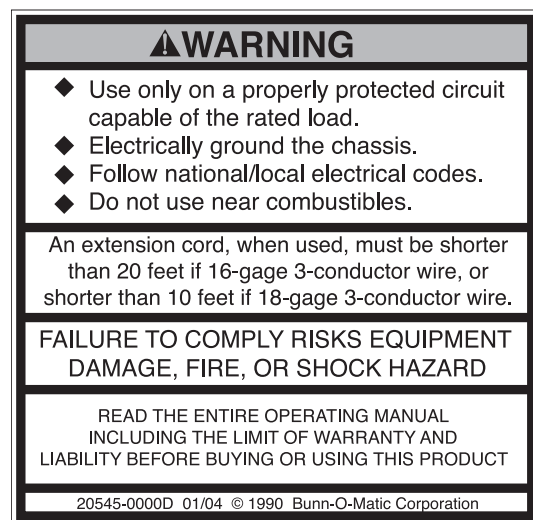 ⚠WARNING
◆ Use only on a properly protected circuit
capable of the rated load.
◆ Electrically ground the chassis.
◆ Follow national/local electrical codes.
◆ Do not use near combustibles.
An extension cord, when used, must be shorter
than 20 feet if 16-gage 3-conductor wire, or
shorter than 10 feet if 18-gage 3-conductor wire.
FAILURE TO COMPLY RISKS EQUIPMENT
DAMAGE, FIRE, OR SHOCK HAZARD
READ THE ENTIRE OPERATING MANUAL
INCLUDING THE LIMIT OF WARRANTY AND
LIABILITY BEFORE BUYING OR USING THIS PRODUCT
20545-0000D 01/04 © 1990 Bunn-O-Matic Corporation